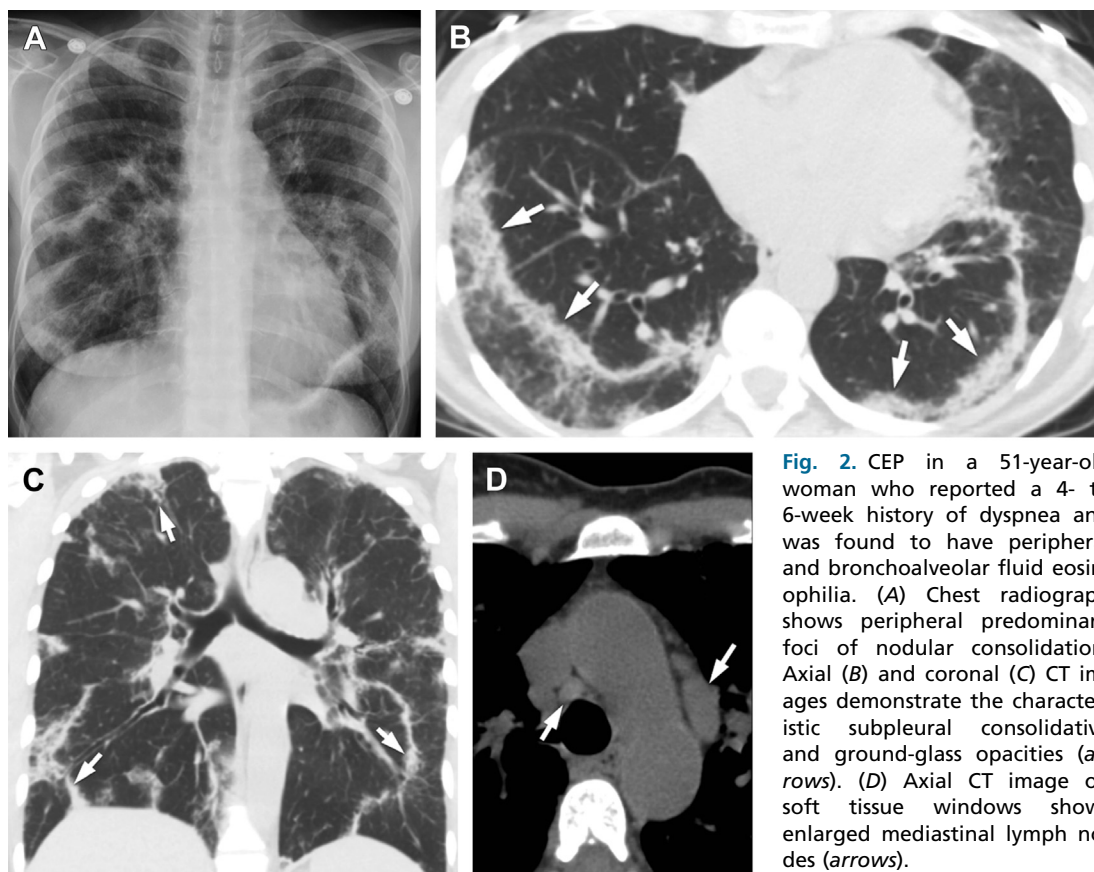 A
B
C
D
Fig. 2. CEP in a 51-year-ol
woman who reported a 4- t
6-week history of dyspnea an
was found to have peripher
and bronchoalveolar fluid eosin
ophilia. (A) Chest radiograp
shows peripheral predominan
foci of nodular consolidation
Axial (B) and coronal (C) CT im
ages demonstrate the characte
istic subpleural consolidativ
and ground-glass opacities (a
rows). (D) Axial CT image o
soft tissue windows show
enlarged mediastinal lymph no
des (arrows).